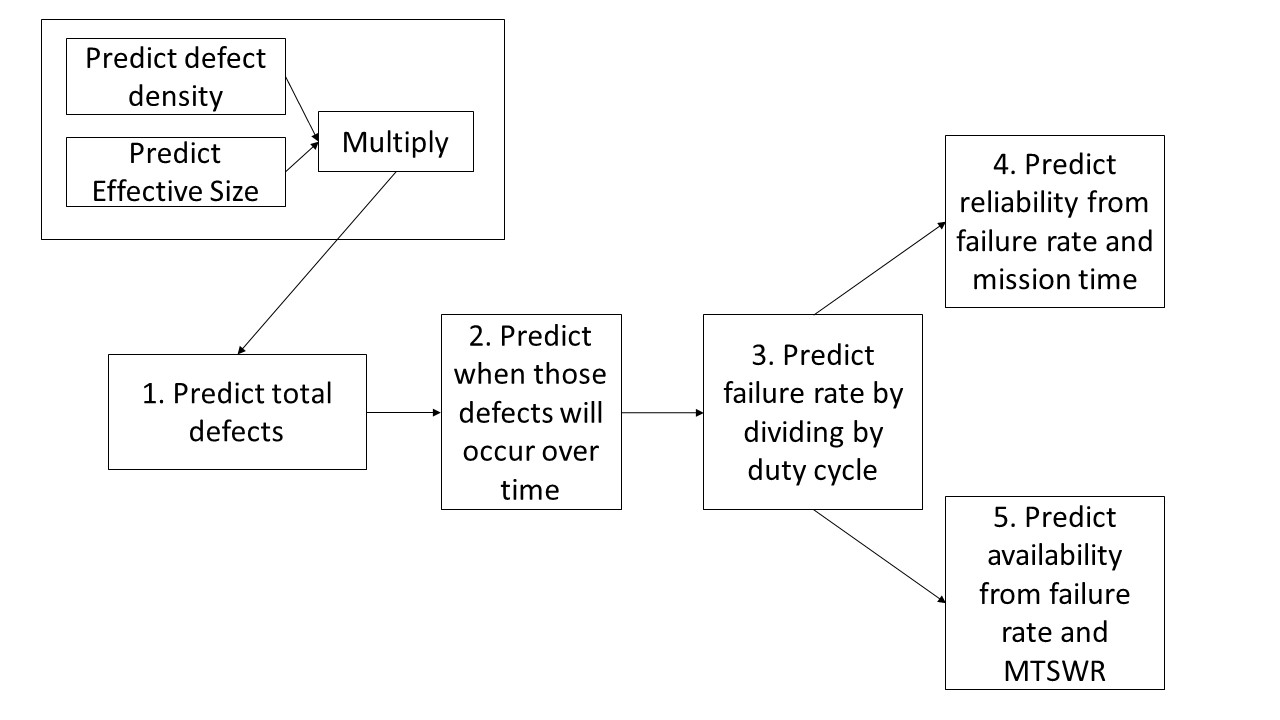 Predict defect
density
Predict
Effective Size
Multiply
1. Predict total
defects
2. Predict
when those
defects will
occur over
time
3. Predict
failure rate by
dividing by
duty cycle
4. Predict
reliability from
failure rate and
mission time
5. Predict
availability
from failure
rate and
MTSWR